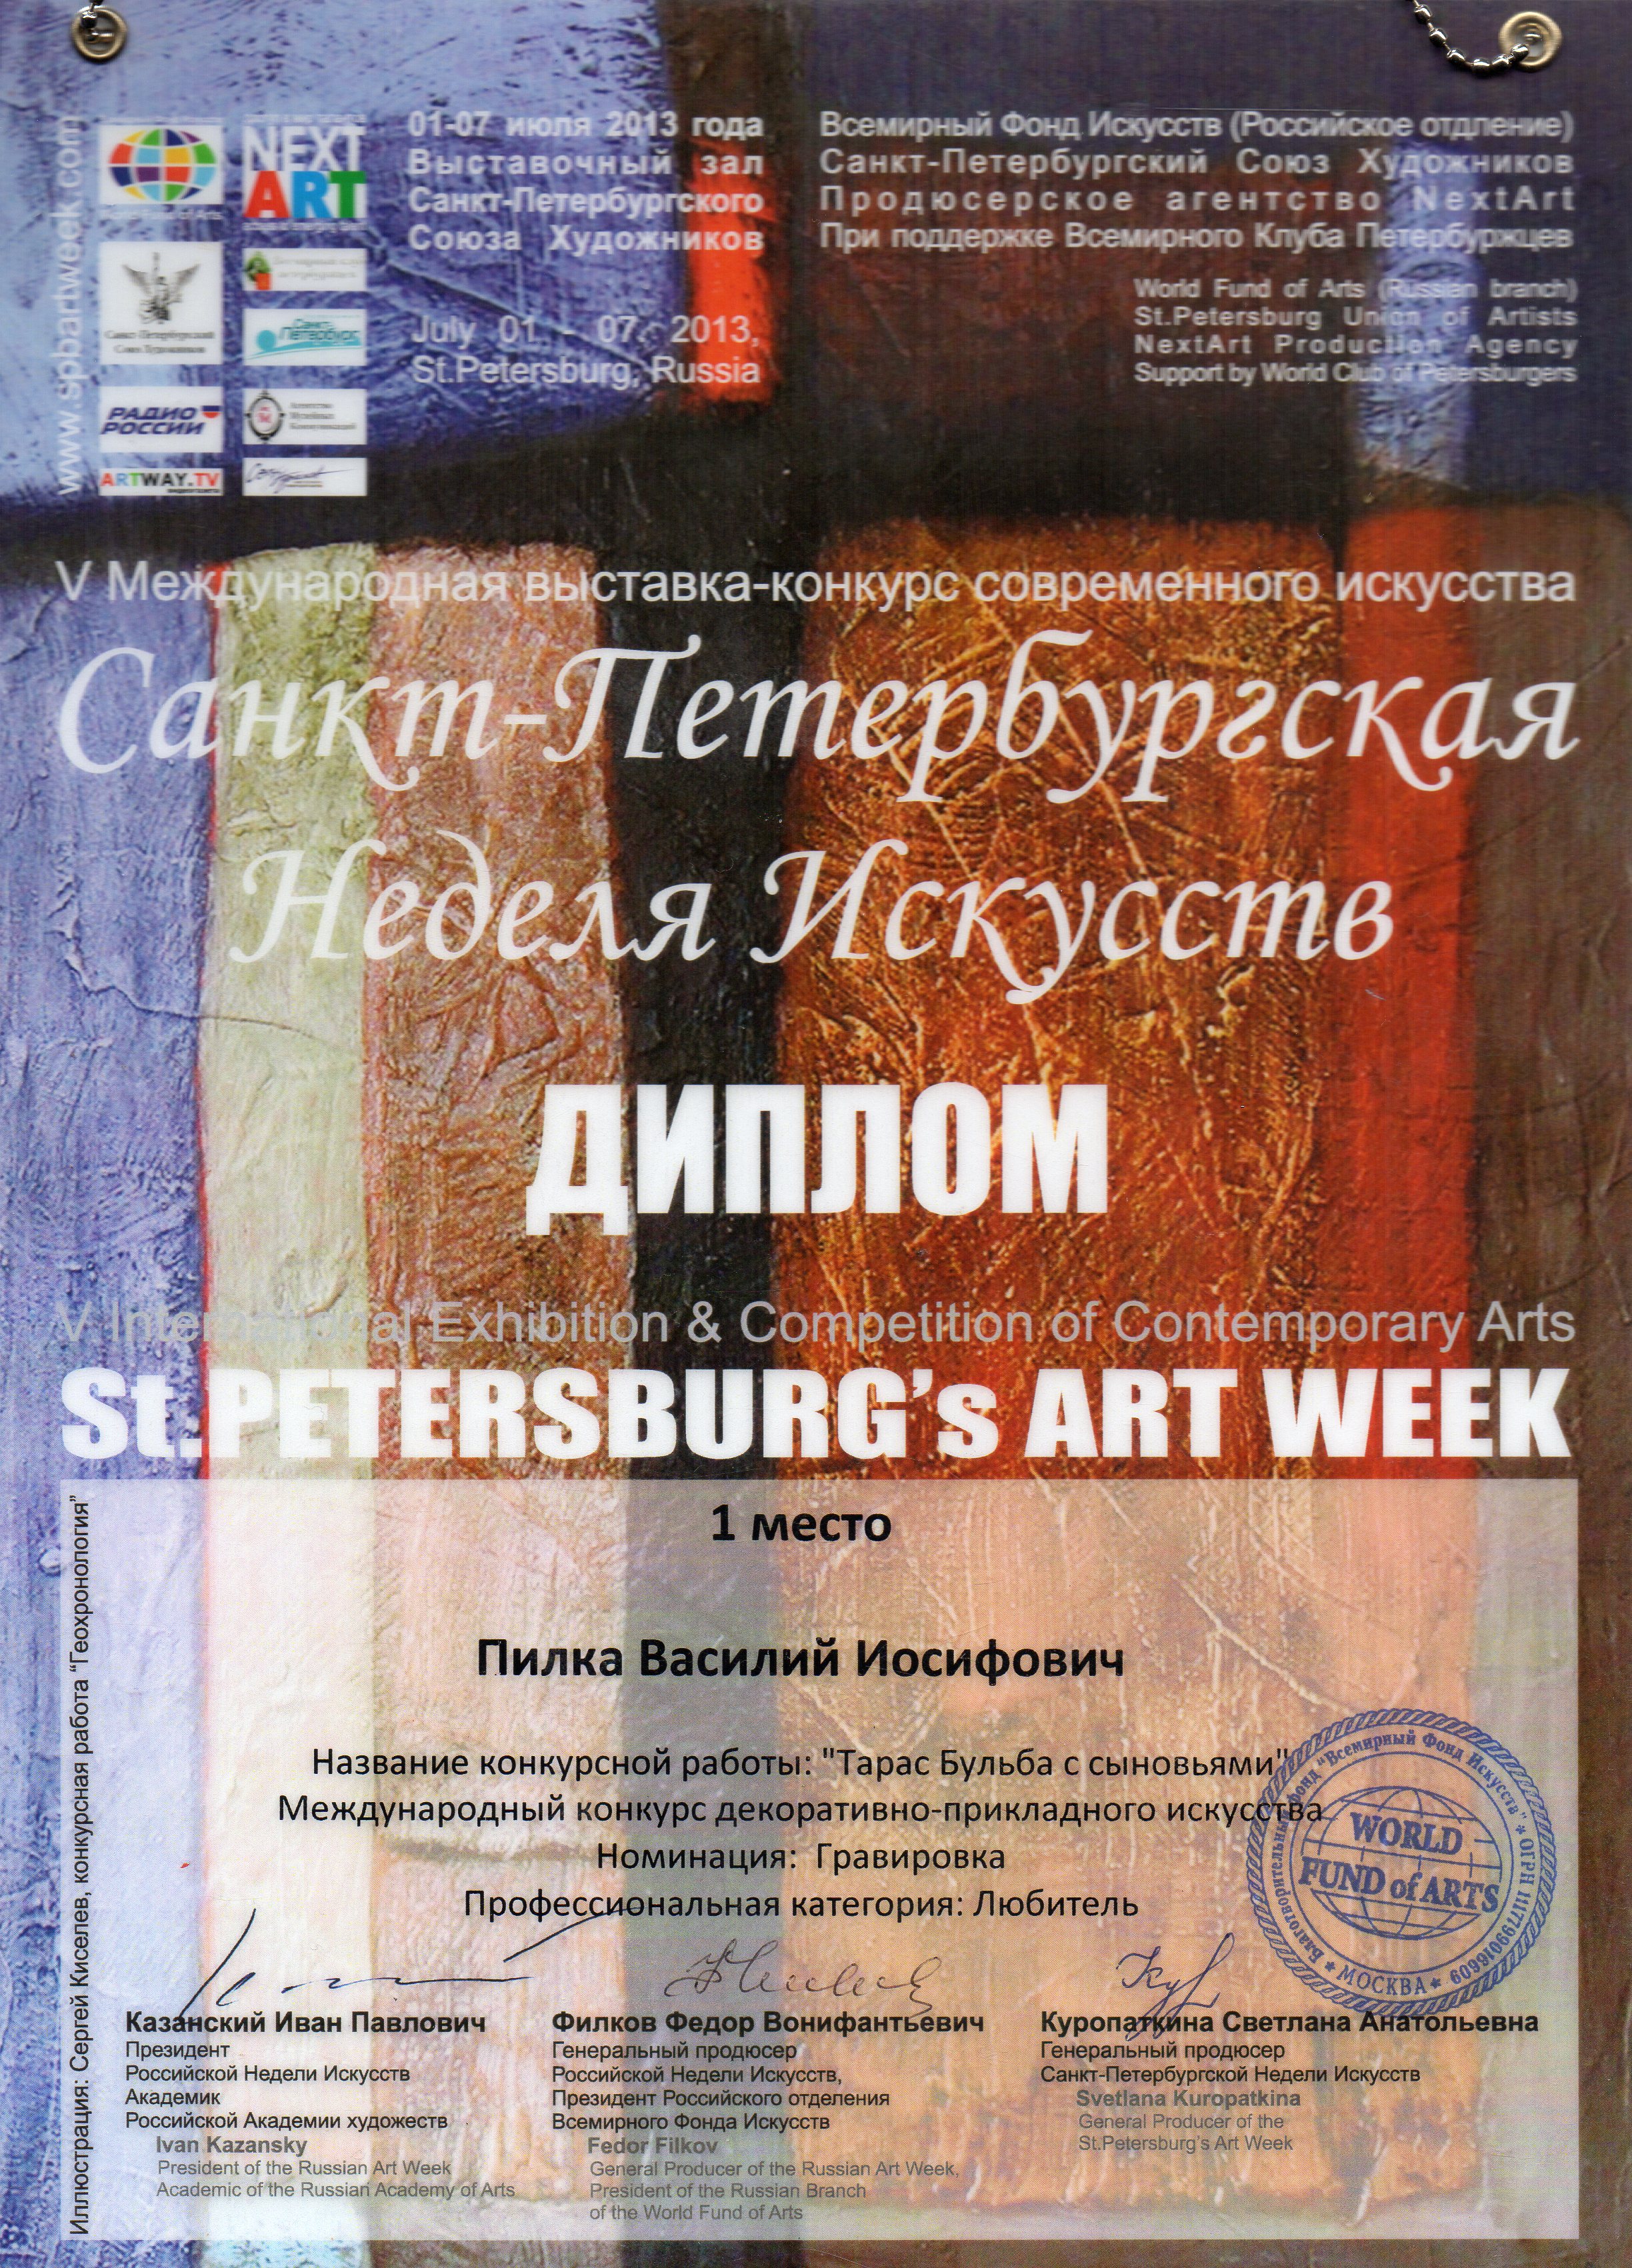 www.spbartweek.com
NEXT
ART
РАДИО
РОССИИ
ARTWAY.TV
01-07 июля 2013 года
Выставочный зал
Санкт-Петербургского
Союза Художников
July 01 - 07, 2013,
St.Petersburg, Russia
Всемирный Фонд Искусств (Российское отдление)
Санкт-Петербургский Союз Художников
Продюсерское агентство NextArt
При поддержке Всемирного Клуба Петербуржцев
World Fund of Arts (Russian branch)
St.Petersburg Union of Artists
NextArt Production Agency
Support by World Club of Petersburgers
V Международная выставка-конкурс современного искусства
Санкт-Петербургская
Неделя Искусств
ДИПЛОМ
V International Exhibition & Competition of Contemporary Arts
St.PETERSBURG's ART WEEK
Иллюстрация: Сергей Киселев, конкурсная работа “Геохронология”
1 место
Пилка Василий Иосифович
Название конкурсной работы: "Тарас Бульба с сыновьями"
Международный конкурс декоративно-прикладного искусства
Номинация: Гравировка
Профессиональная категория: Любитель
Благотворительный фонд "Всемирный Фонд Искусств" * ОГРН 1177199016609
* МОСКВА *
WORLD
FUND of ARTS
Казанский Иван Павлович
Президент
Российской Недели Искусств
Академик
Российской Академии художеств
Ivan Kazansky
President of the Russian Art Week
Academic of the Russian Academy of Arts
Филков Федор Вонифантьевич
Генеральный продюсер
Российской Недели Искусств,
Президент Российского отделения
Всемирного Фонда Искусств
Fedor Filkov
General Producer of the Russian Art Week,
President of the Russian Branch
of the World Fund of Arts
Куропаткина Светлана Анатольевна
Генеральный продюсер
Санкт-Петербургской Недели Искусств
Svetlana Kuropatkina
General Producer of the
St.Petersburg's Art Week